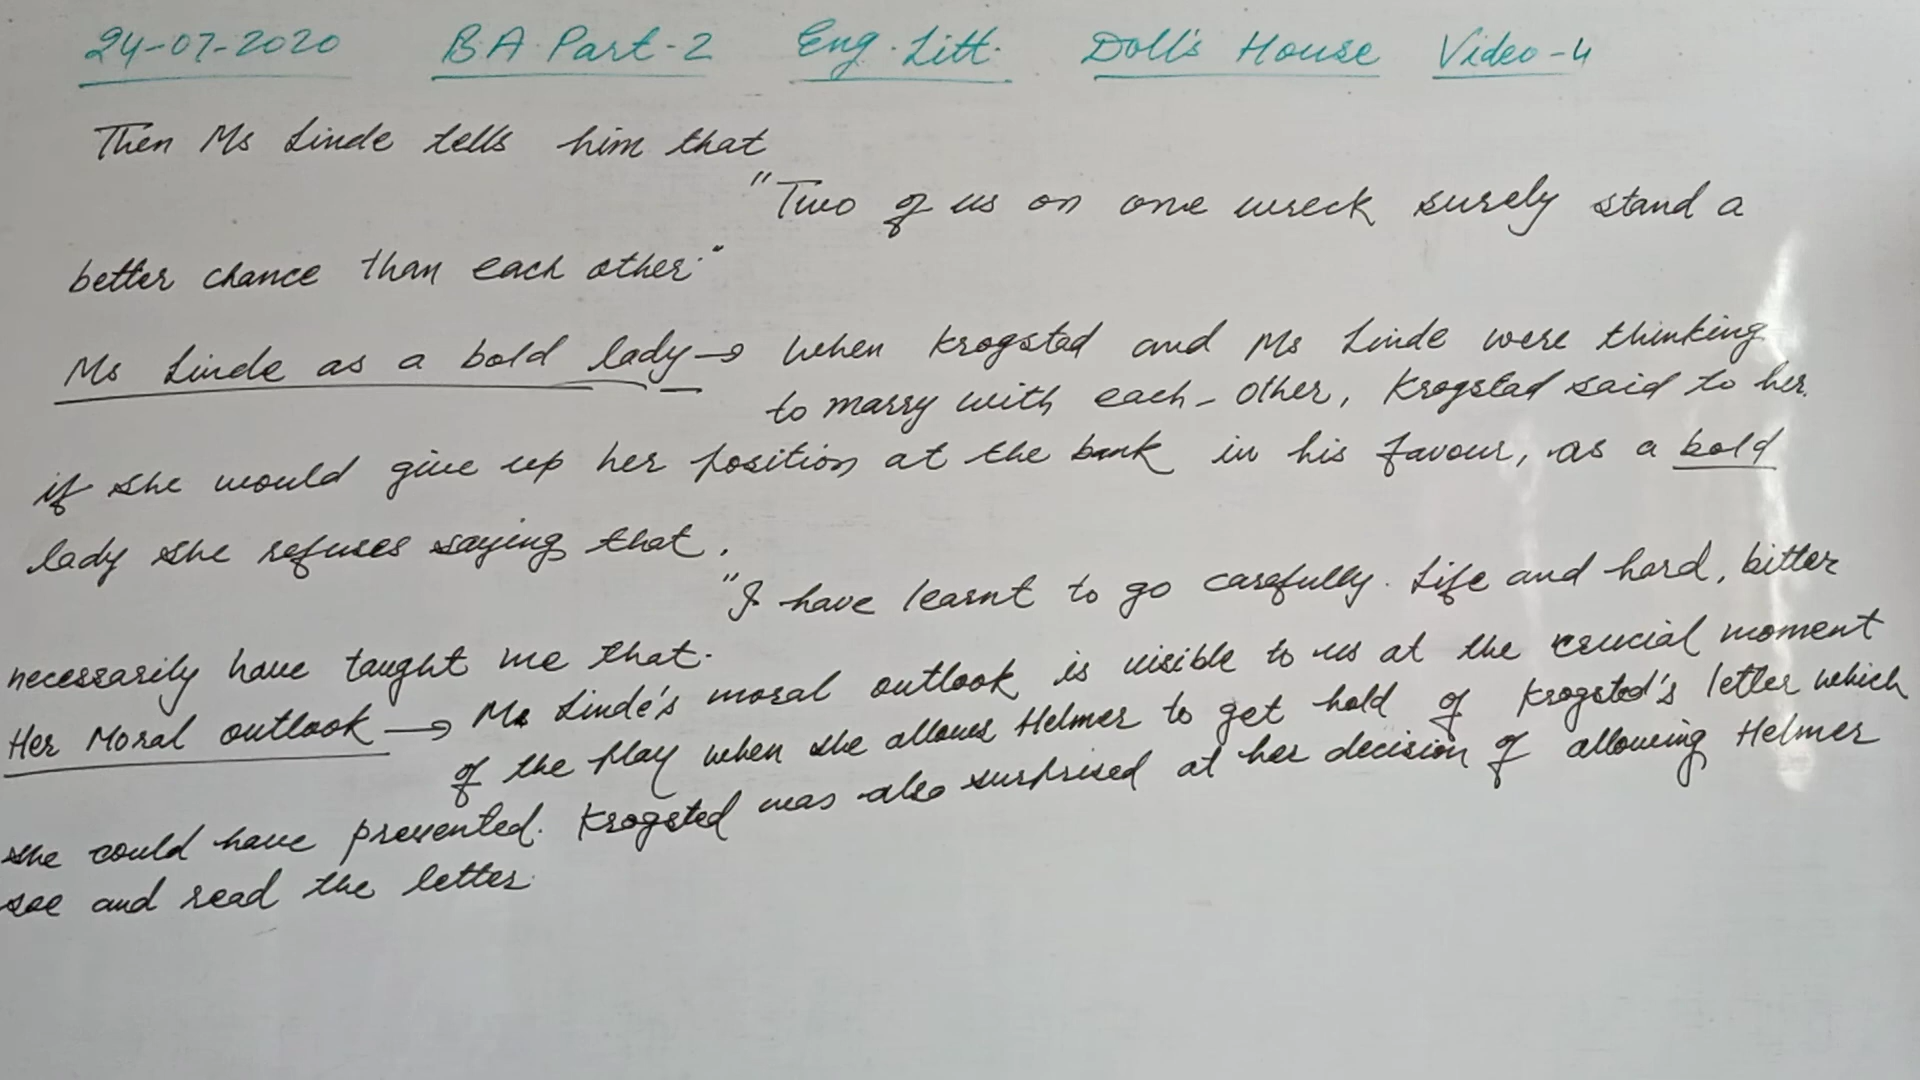 24-07-2020 B.A. Part-2 Eng. Litt. Doll's House Video-4
Then Ms Linde tells him that
"Two of us on one wreck surely stand a
better chance than each other."
Ms Linde as a bold lady → When Krogstad and Ms Linde were thinking
to marry with each-other, Krogstad said to her.
if she would give up her position at the bank in his favour, as a bold
lady she refuses saying that.
"I have learnt to go carefully. Life and hard, bitter
necessarily have taught me that.
Her Moral outlook → Ms Linde's moral outlook is visible to us at the crucial moment
of the play when she allows Helmer to get hold of Krogsted's letter which
she could have prevented. Krogsted was also surprised at her decision of allowing Helmer
see and read the letter.